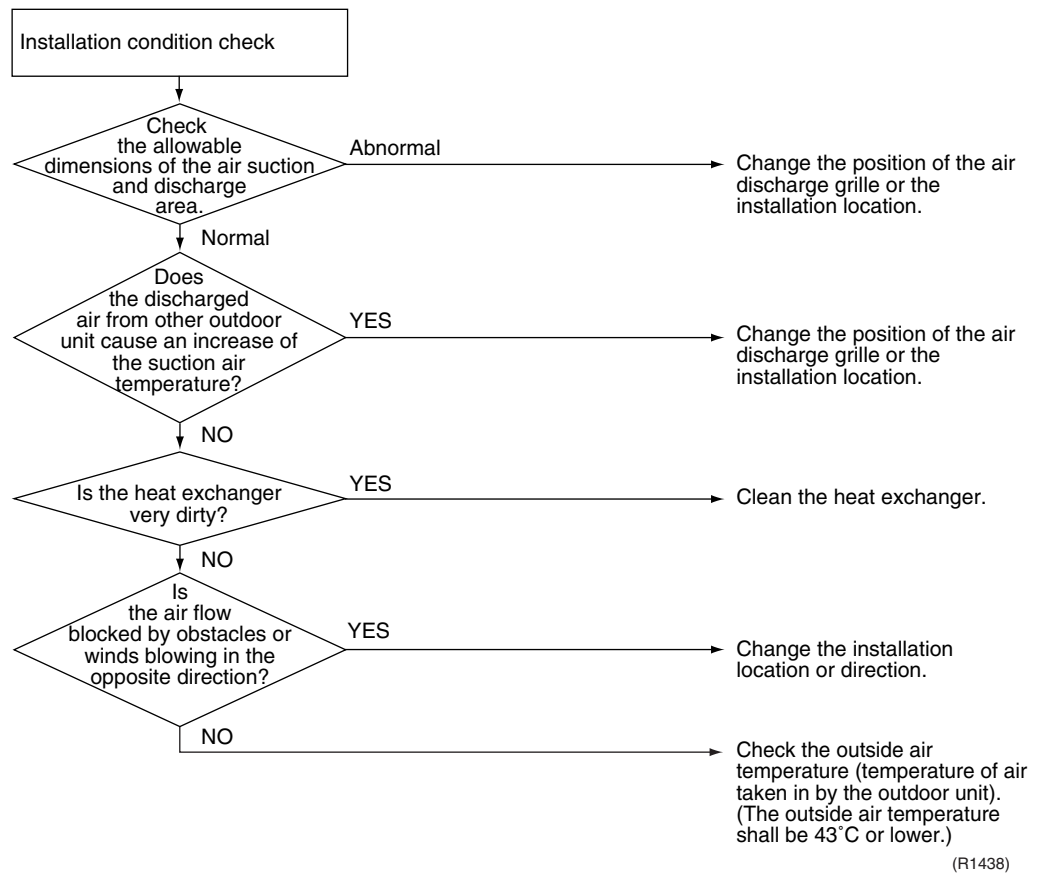 Installation condition check
Check
the allowable
dimensions of the air suction
and discharge
area.
Abnormal
Change the position of the air
discharge grille or the
installation location.
Normal
Does
the discharged
air from other outdoor
unit cause an increase of
the suction air
temperature?
YES
Change the position of the air
discharge grille or the
installation location.
NO
Is the heat exchanger
very dirty?
YES
Clean the heat exchanger.
NO
Is
the air flow
blocked by obstacles or
winds blowing in the
opposite direction?
YES
Change the installation
location or direction.
NO
Check the outside air
temperature (temperature of air
taken in by the outdoor unit).
(The outside air temperature
shall be 43˚C or lower.)
(R1438)